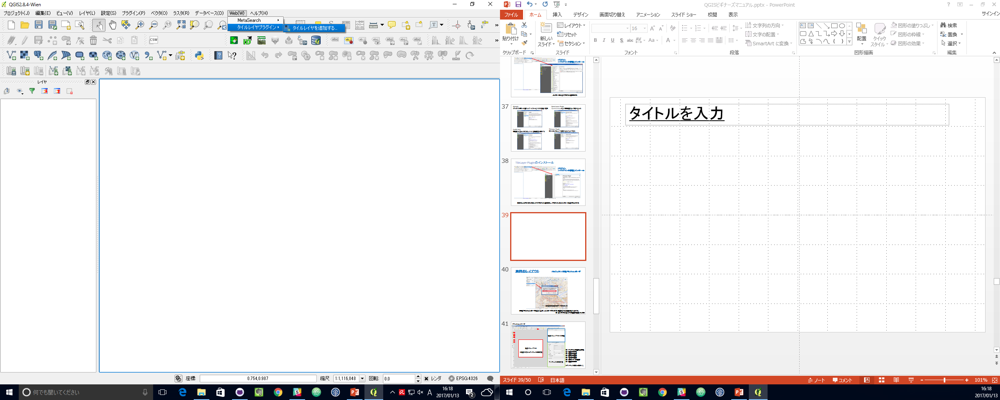 QGIS2.8.4-Wien
プロジェクト(J) 編集(E) ビュー(V) レイヤ(L) 設定(S) プラグイン(P) ベクタ(O) ラスタ(R) データベース(D) Web(W) ヘルプ(H)
MetaSearch
タイルレイヤプラグイン
タイルレイヤを追加する...
CSW
レイヤ
座標:
0.754,0.987
縮尺
1:1,116,048
回転:
0.0
レンダ
EPSG:4326
何でも聞いてください
A
16:18
2017/01/13
2
QGISビギナーズマニュアル.pptx - PowerPoint
サインイン
ファイル ホーム 挿入 デザイン 画面切り替え アニメーション スライド ショー 校閲 表示
貼り付け
クリップボード
新しい
スライド
レイアウト
リセット
セクション
スライド
16
B I U S abc AV Aa A
フォント
文字列の方向
文字の配置
SmartArt に変換
段落
配置
クイック
スタイル
図形の塗りつぶし
図形の枠線
図形の効果
図形描画
検索
置換
選択
編集
37
OpenLayers Plugin
Profile tool
TileLayer Plugin
38
TileLayer Pluginのインストール
39
40
地図のレイアウト
41
地図のレイアウト
タイトルを入力
スライド 39/50
日本語
ノート
コメント
101%
16:18
2017/01/13